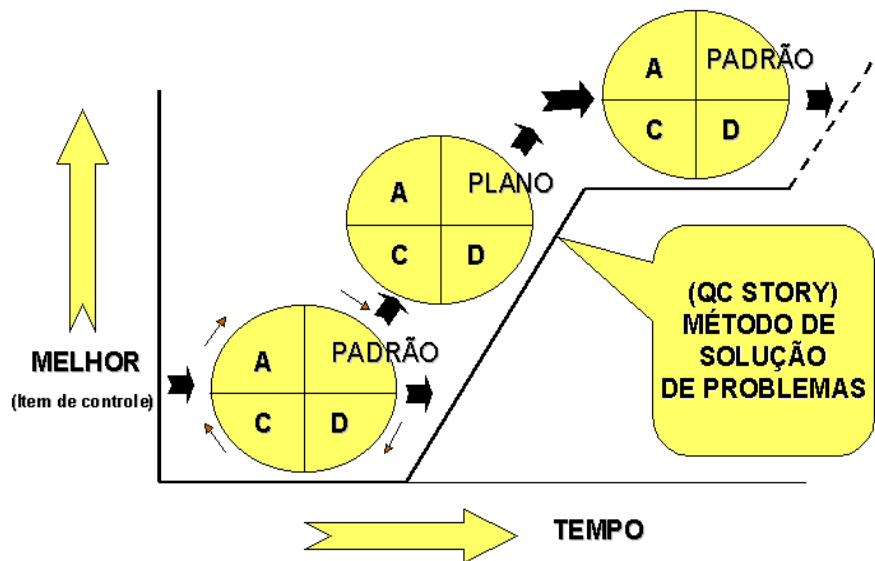 A PADRÃO
C D
A PLANO
C D
(QC STORY)
MÉTODO DE
SOLUÇÃO
DE PROBLEMAS
MELHOR
(Item de controle)
A PADRÃO
C D
TEMPO